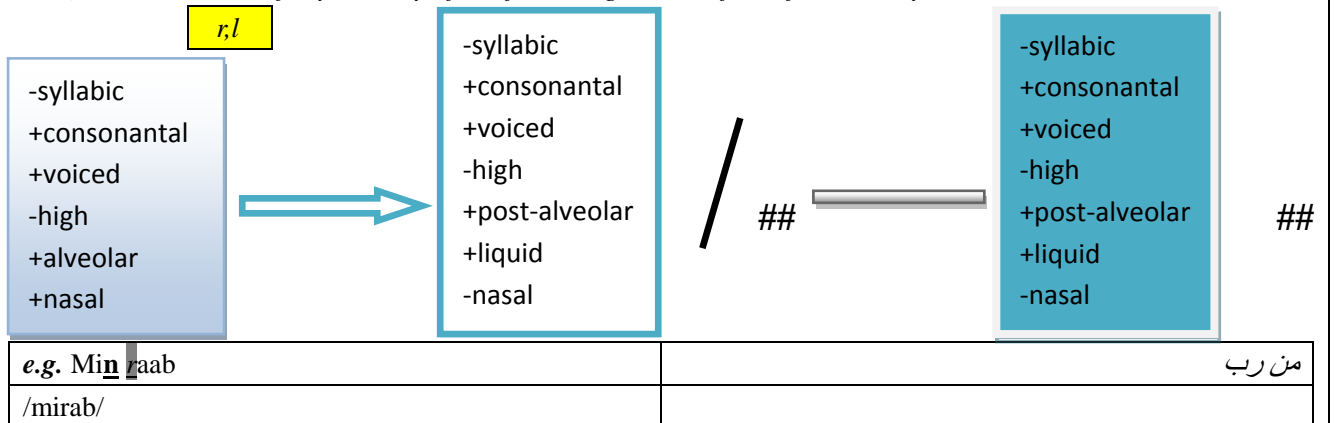 r,l
-syllabic
+consonantal
+voiced
-high
+alveolar
+nasal
-syllabic
+consonantal
+voiced
-high
+post-alveolar
+liquid
-nasal
/
##
-syllabic
+consonantal
+voiced
-high
+post-alveolar
+liquid
-nasal
##
e.g. Min raab
من رب
/mirab/